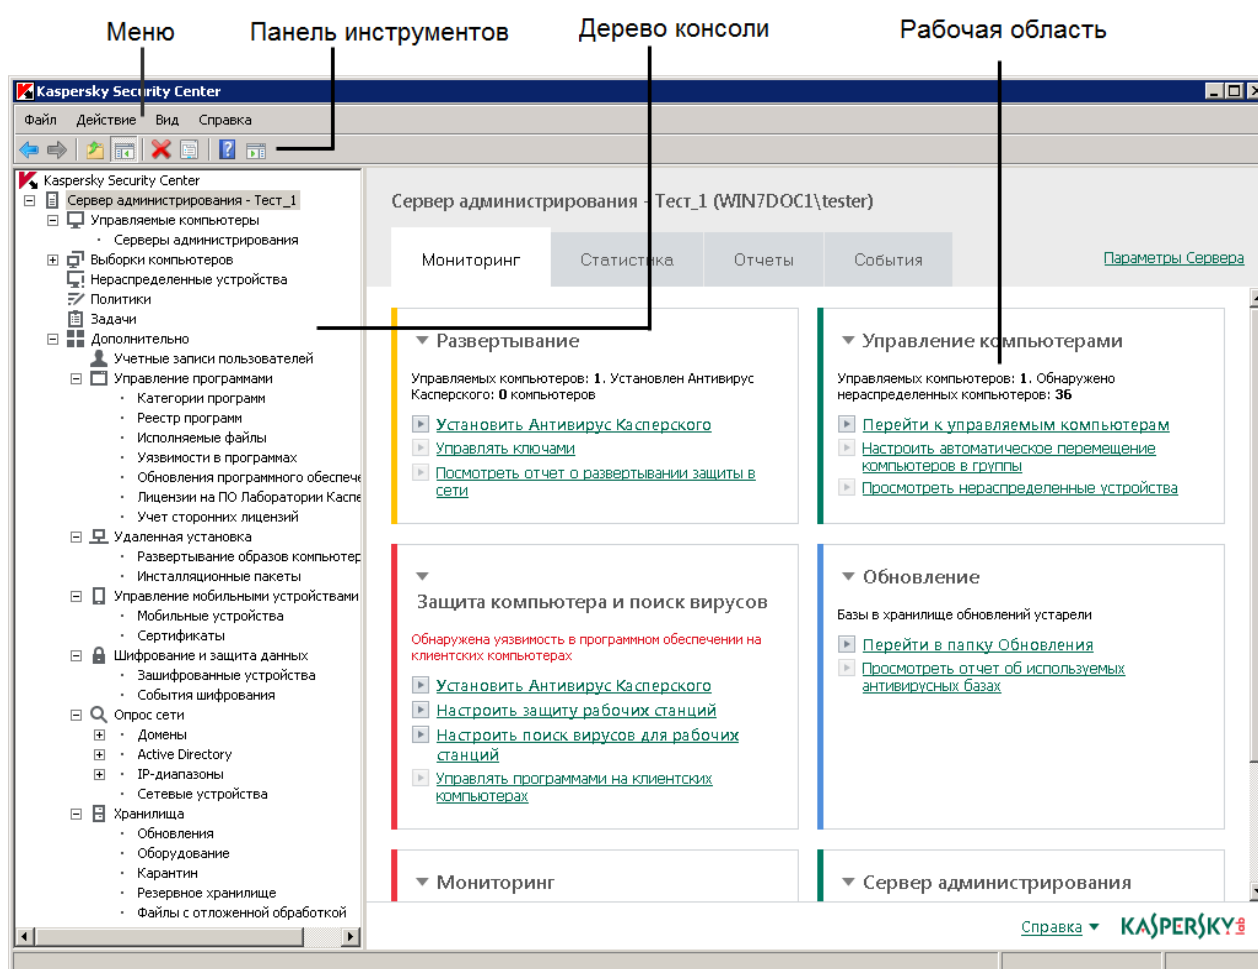 Меню
Панель инструментов
Дерево консоли
Рабочая область
Kaspersky Security Center
Файл Действие Вид Справка
Kaspersky Security Center
Сервер администрирования - Тест_1
Управляемые компьютеры
Серверы администрирования
Выборки компьютеров
Нераспределенные устройства
Политики
Задачи
Дополнительно
Учетные записи пользователей
Управление программами
Категории программ
Реестр программ
Исполняемые файлы
Уязвимости в программах
Обновления программного обеспече
Лицензии на ПО Лаборатории Каспе
Учет сторонних лицензий
Удаленная установка
Развертывание образов компьютер
Инсталляционные пакеты
Управление мобильными устройствами
Мобильные устройства
Сертификаты
Шифрование и защита данных
Зашифрованные устройства
События шифрования
Опрос сети
Домены
Active Directory
IP-диапазоны
Сетевые устройства
Хранилища
Обновления
Оборудование
Карантин
Резервное хранилище
Файлы с отложенной обработкой
Сервер администрирования - Тест_1 (WIN7DOC1\tester)
Мониторинг Статистика Отчеты События
Параметры Сервера
Развертывание
Управляемых компьютеров: 1. Установлен Антивирус
Касперского: 0 компьютеров
Установить Антивирус Касперского
Управлять ключами
Посмотреть отчет о развертывании защиты в
сети
Управление компьютерами
Управляемых компьютеров: 1. Обнаружено
нераспределенных компьютеров: 36
Перейти к управляемым компьютерам
Настроить автоматическое перемещение
компьютеров в группы
Просмотреть нераспределенные устройства
Защита компьютера и поиск вирусов
Обнаружена уязвимость в программном обеспечении на
клиентских компьютерах
Установить Антивирус Касперского
Настроить защиту рабочих станций
Настроить поиск вирусов для рабочих
станций
Управлять программами на клиентских
компьютерах
Обновление
Базы в хранилище обновлений устарели
Перейти в папку Обновления
Просмотреть отчет об используемых
антивирусных базах
Мониторинг
Сервер администрирования
Справка
KASPERSKY lab